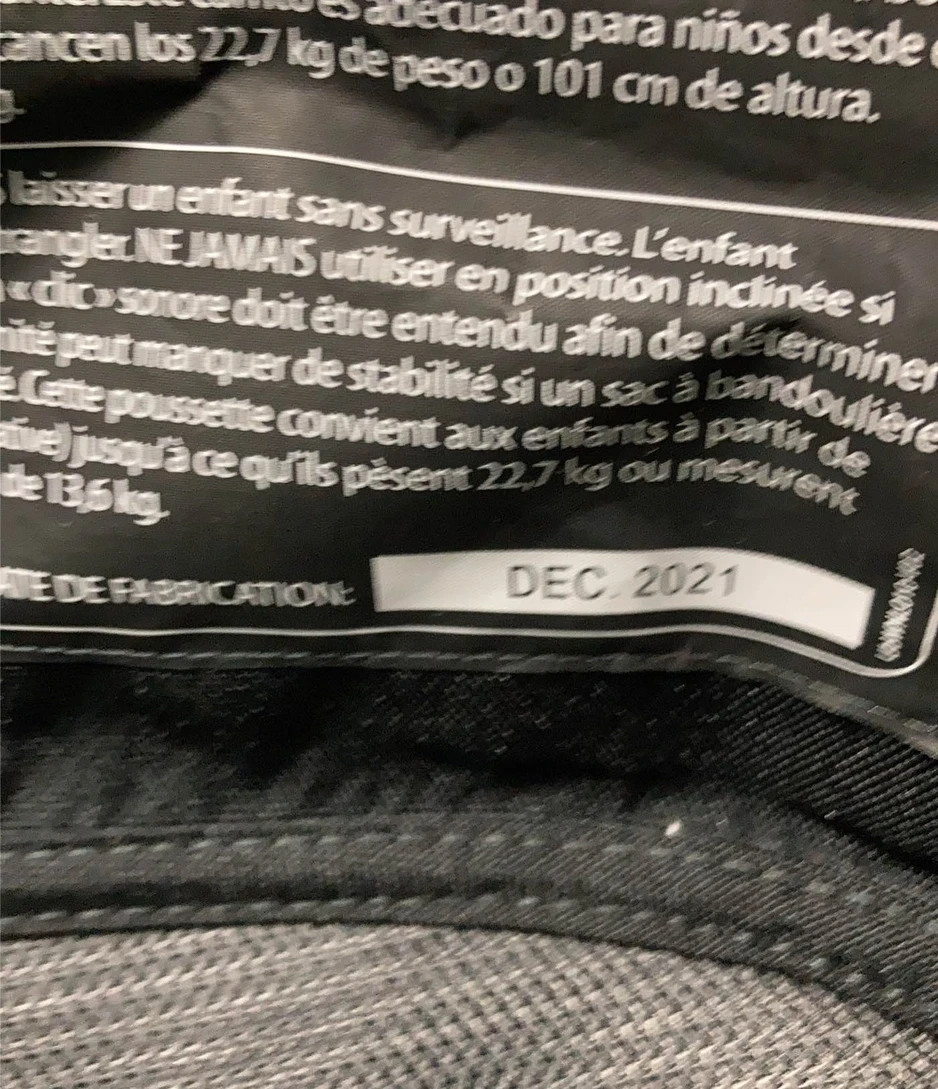 es adecuado para niños desde
cancen los 22,7 kg de peso o 101 cm de altura.
g.
laisser un enfant sans surveillance. L'enfant
rangler. NE JAMAIS utiliser en position inclinée si
« clic » sonore doit être entendu afin de déterminer
nité peut manquer de stabilité si un sac à bandoulière
é. Cette poussette convient aux enfants à partir de
jusqu'à ce qu'ils pèsent 22,7 kg ou mesurent
de 13,6 kg.
ATE DE FABRICATION: DEC. 2021